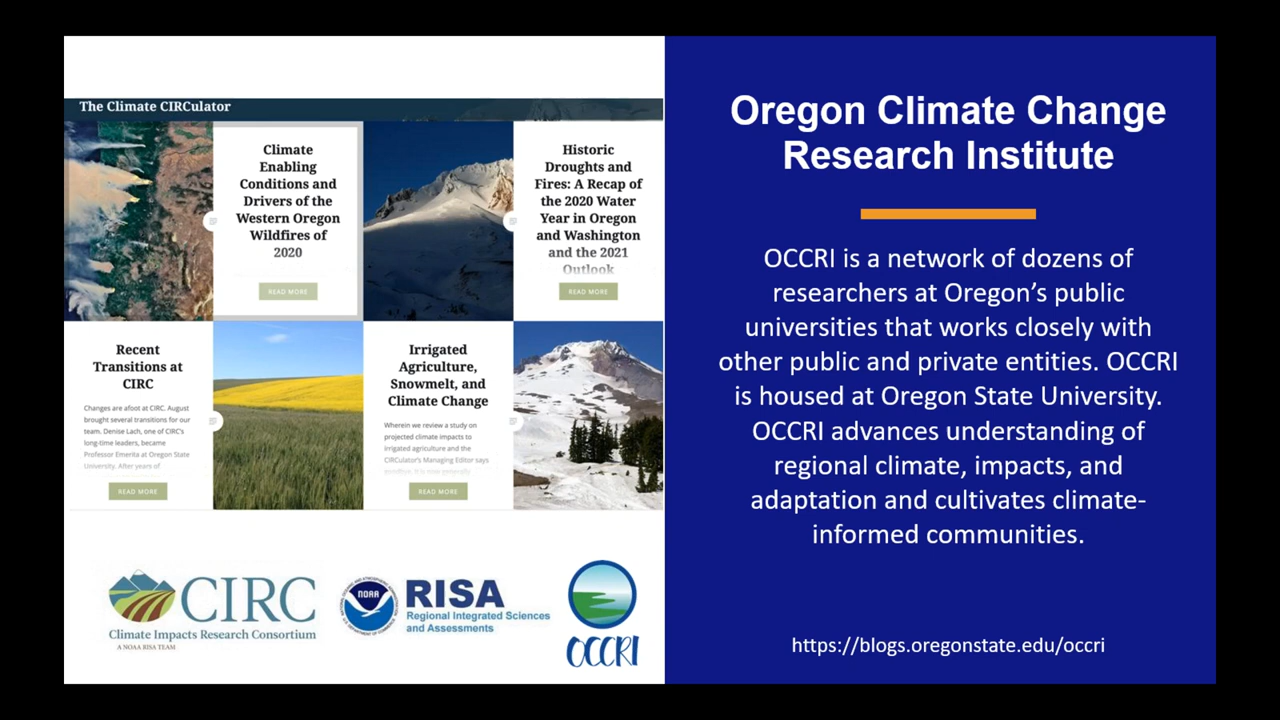 The Climate CIRCulator
Climate
Enabling
Conditions and
Drivers of the
Western Oregon
Wildfires of
2020
READ MORE
Historic
Droughts and
Fires: A Recap of
the 2020 Water
Year in Oregon
and Washington
and the 2021
Outlook
READ MORE
Recent
Transitions at
CIRC
Changes are afoot at CIRC. August
brought several transitions for our
team. Denise Lach, one of CIRC's
long-time leaders, became
Professor Emerita at Oregon State
University. After years of
READ MORE
Irrigated
Agriculture,
Snowmelt, and
Climate Change
Wherein we review a study on
projected climate impacts to
irrigated agriculture and the
CIRCulator's Managing Editor says
READ MORE
CIRC
Climate Impacts Research Consortium
A NOAA RISA TEAM
NOAA
RISA
Regional Integrated Sciences
and Assessments
OCCRI
Oregon Climate Change
Research Institute
OCCRI is a network of dozens of
researchers at Oregon’s public
universities that works closely with
other public and private entities. OCCRI
is housed at Oregon State University.
OCCRI advances understanding of
regional climate, impacts, and
adaptation and cultivates climate-
informed communities.
https://blogs.oregonstate.edu/occri